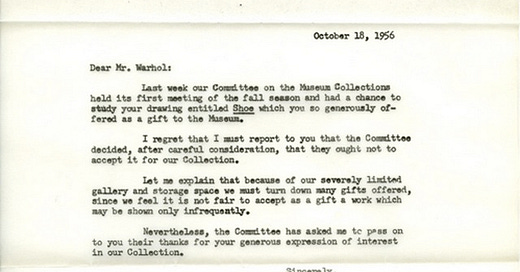 October 18, 1956
Dear Mr. Warhol:
Last week our Committee on the Museum Collections
held its first meeting of the fall season and had a chance to
study your drawing entitled Shoe which you so generously of-
fered as a gift to the Museum.
I regret that I must report to you that the Committee
decided, after careful consideration, that they ought not to
accept it for our Collection.
Let me explain that because of our severely limited
gallery and storage space we must turn down many gifts offered,
since we feel it is not fair to accept as a gift a work which
may be shown only infrequently.
Nevertheless, the Committee has asked me to pass on
to you their thanks for your generous expression of interest
in our Collection.
Sincerely